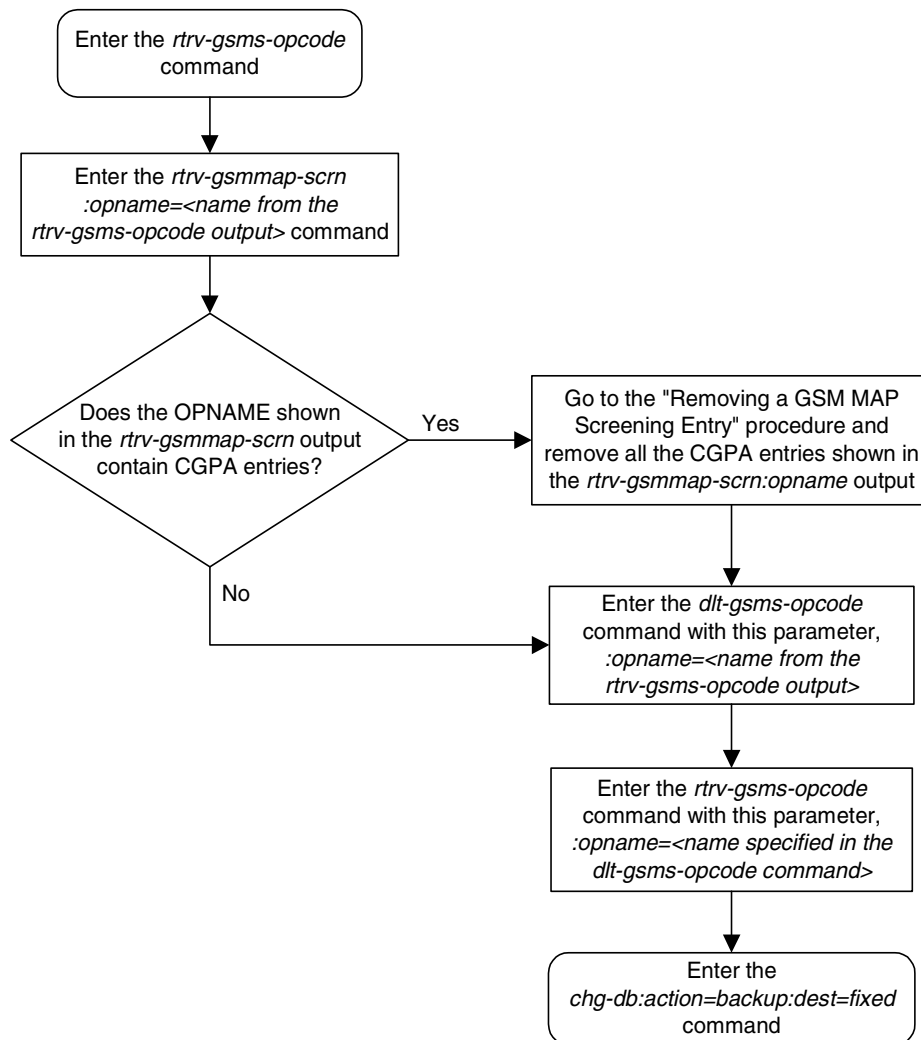 Enter the rtrv-gsms-opcode
command
Enter the rtrv-gsmmap-scrn
:opname=<name from the
rtrv-gsms-opcode output> command
Does the OPNAME shown
in the rtrv-gsmmap-scrn output
contain CGPA entries?
Yes
Go to the "Removing a GSM MAP
Screening Entry" procedure and
remove all the CGPA entries shown in
the rtrv-gsmmap-scrn:opname output
No
Enter the dlt-gsms-opcode
command with this parameter,
:opname=<name from the
rtrv-gsms-opcode output>
Enter the rtrv-gsms-opcode
command with this parameter,
:opname=<name specified in the
dlt-gsms-opcode command>
Enter the
chg-db:action=backup:dest=fixed
command